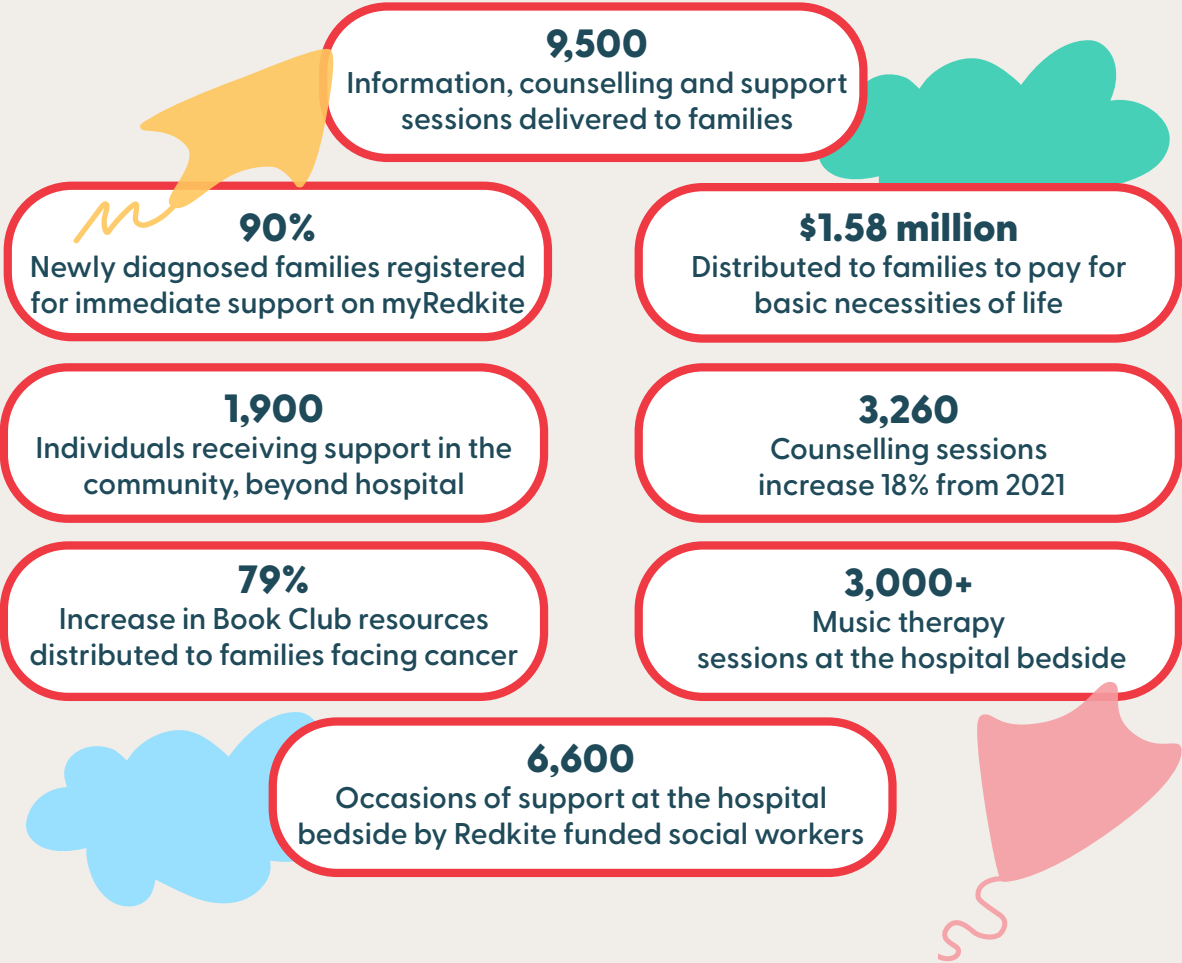 9,500
Information, counselling and support
sessions delivered to families
90%
Newly diagnosed families registered
for immediate support on myRedkite
$1.58 million
Distributed to families to pay for
basic necessities of life
1,900
Individuals receiving support in the
community, beyond hospital
3,260
Counselling sessions
increase 18% from 2021
79%
Increase in Book Club resources
distributed to families facing cancer
3,000+
Music therapy
sessions at the hospital bedside
6,600
Occasions of support at the hospital
bedside by Redkite funded social workers